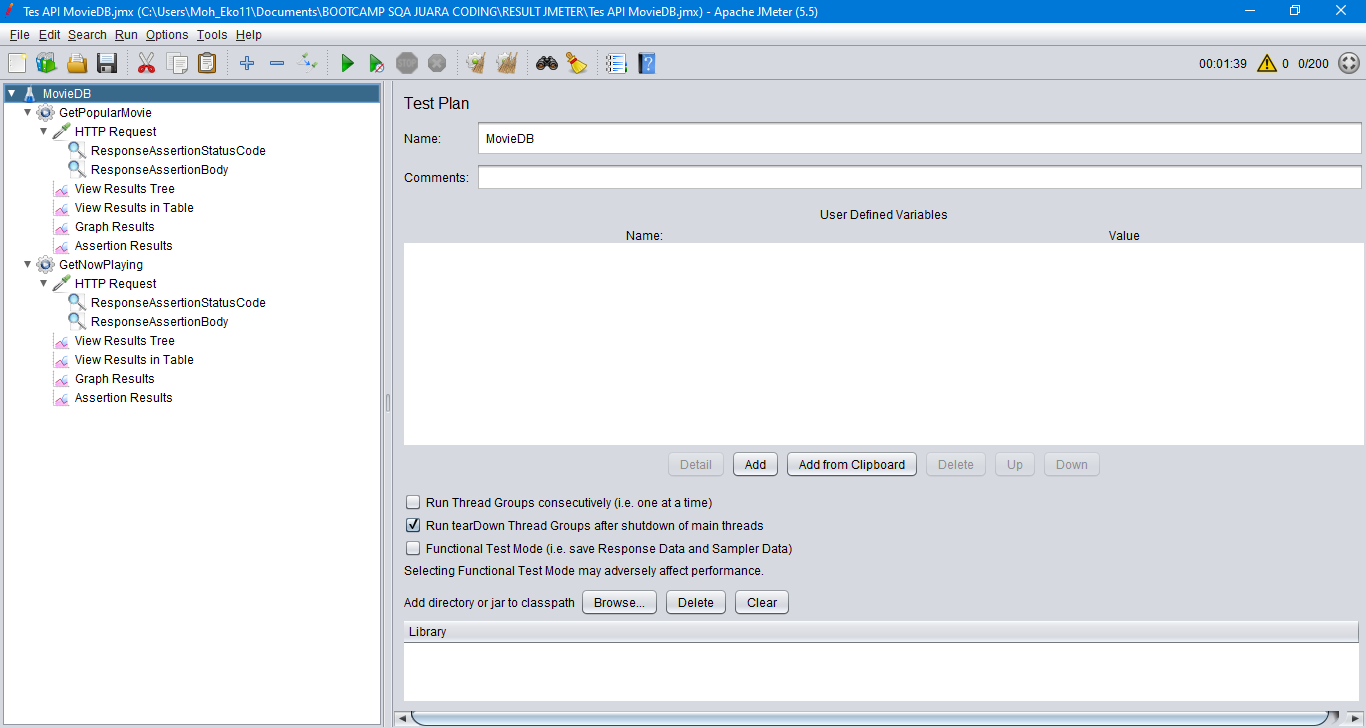 Tes API MovieDB.jmx (C:\Users\Moh_Eko11\Documents\BOOTCAMP SQA JUARA CODING\RESULT JMETER\Tes API MovieDB.jmx) - Apache JMeter (5.5)
File Edit Search Run Options Tools Help
STOP
00:01:39 0 0/200
MovieDB
GetPopularMovie
HTTP Request
ResponseAssertionStatusCode
ResponseAssertionBody
View Results Tree
View Results in Table
Graph Results
Assertion Results
GetNowPlaying
HTTP Request
ResponseAssertionStatusCode
ResponseAssertionBody
View Results Tree
View Results in Table
Graph Results
Assertion Results
Test Plan
Name: MovieDB
Comments:
User Defined Variables
Name: Value
Detail Add Add from Clipboard Delete Up Down
Run Thread Groups consecutively (i.e. one at a time)
Run tearDown Thread Groups after shutdown of main threads
Functional Test Mode (i.e. save Response Data and Sampler Data)
Selecting Functional Test Mode may adversely affect performance.
Add directory or jar to classpath Browse... Delete Clear
Library